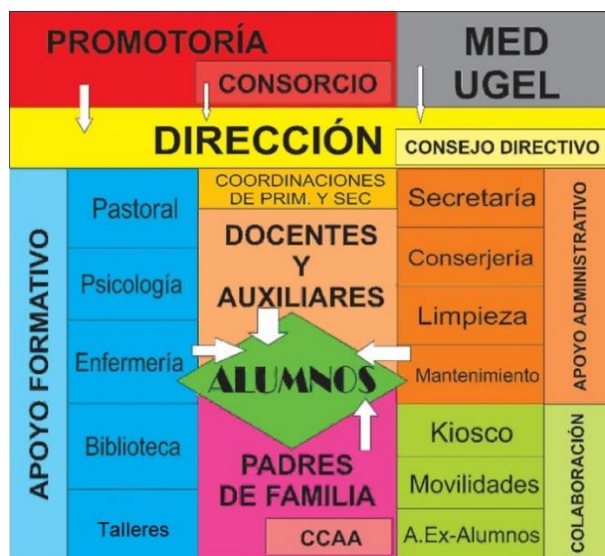 PROMOTORÍA
CONSORCIO
MED
UGEL
DIRECCIÓN
CONSEJO DIRECTIVO
APOYO FORMATIVO
Pastoral
Psicología
Enfermería
Biblioteca
Talleres
COORDINACIONES
DE PRIM. Y SEC
DOCENTES
Y
AUXILIARES
ALUMNOS
PADRES
DE FAMILIA
CCAA
Secretaría
Conserjería
Limpieza
Mantenimiento
APOYO ADMINISTRATIVO
Kiosco
Movilidades
A.Ex-Alumnos
COLABORACIÓN